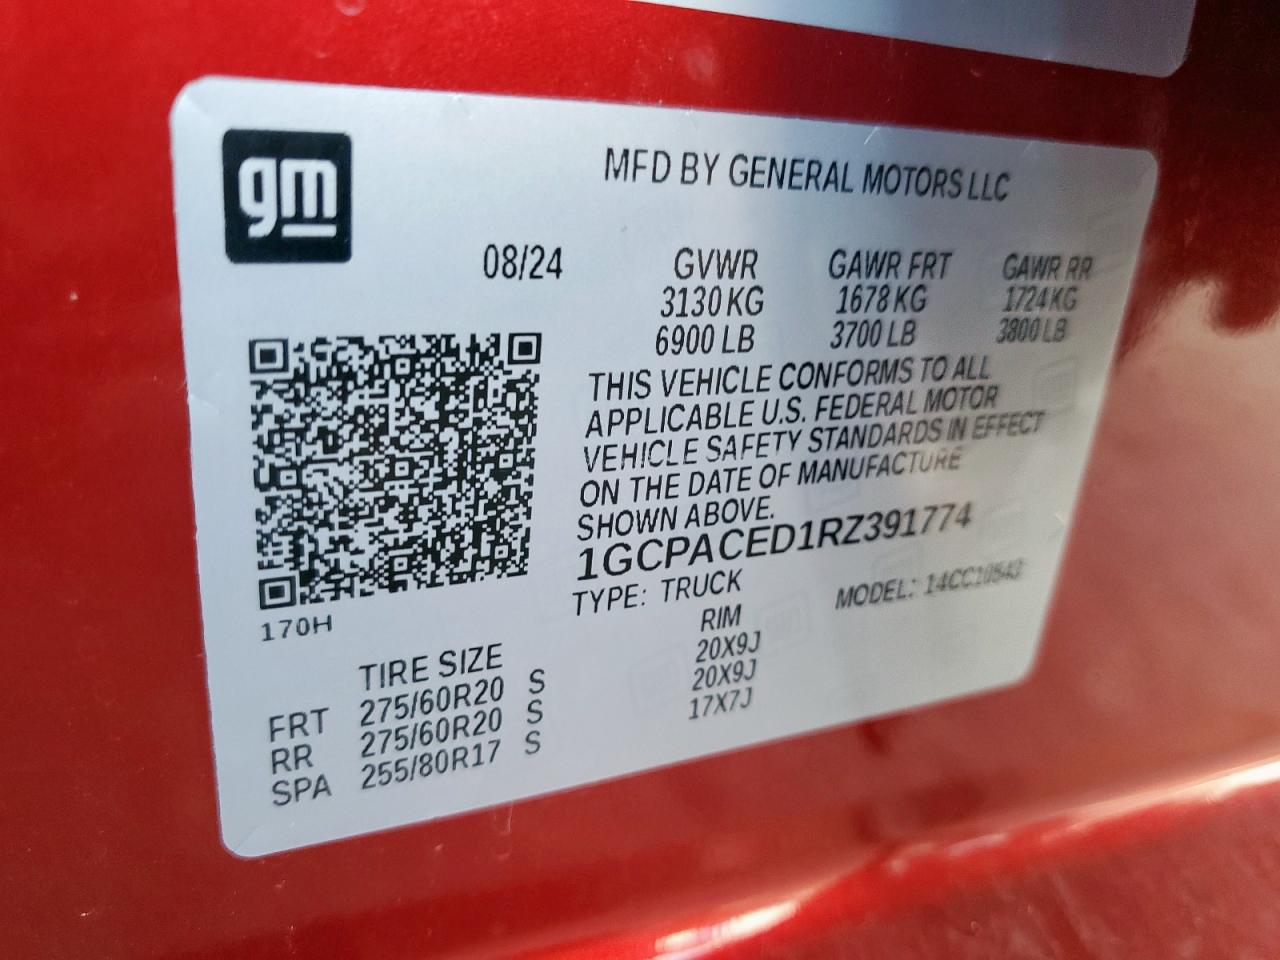 gm
MFD BY GENERAL MOTORS LLC
08/24 GVWR GAWR FRT GAWR RR
3130 KG 1678 KG 1724 KG
6900 LB 3700 LB 3800 LB
THIS VEHICLE CONFORMS TO ALL
APPLICABLE U.S. FEDERAL MOTOR
VEHICLE SAFETY STANDARDS IN EFFECT
ON THE DATE OF MANUFACTURE
SHOWN ABOVE.
1GCPACED1RZ391774
TYPE: TRUCK MODEL: 14CC10543
170H
TIRE SIZE RIM
FRT 275/60R20 S 20X9J
RR 275/60R20 S 20X9J
SPA 255/80R17 S 17X7J